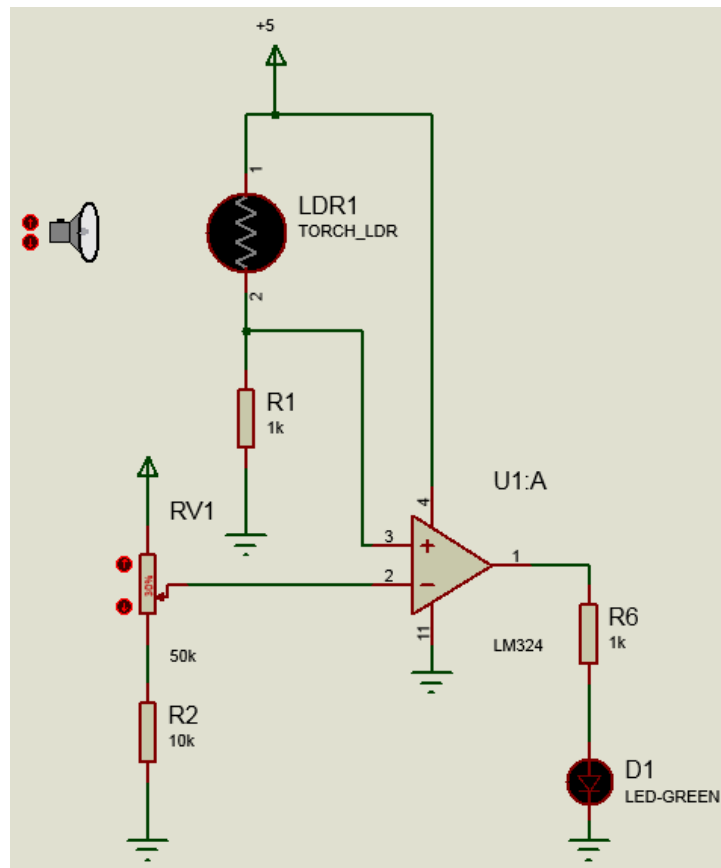 +5
1
LDR1
TORCH_LDR
2
R1
1k
U1:A
4
RV1
3
2
1
30%
11
LM324
R6
1k
50k
R2
10k
D1
LED-GREEN